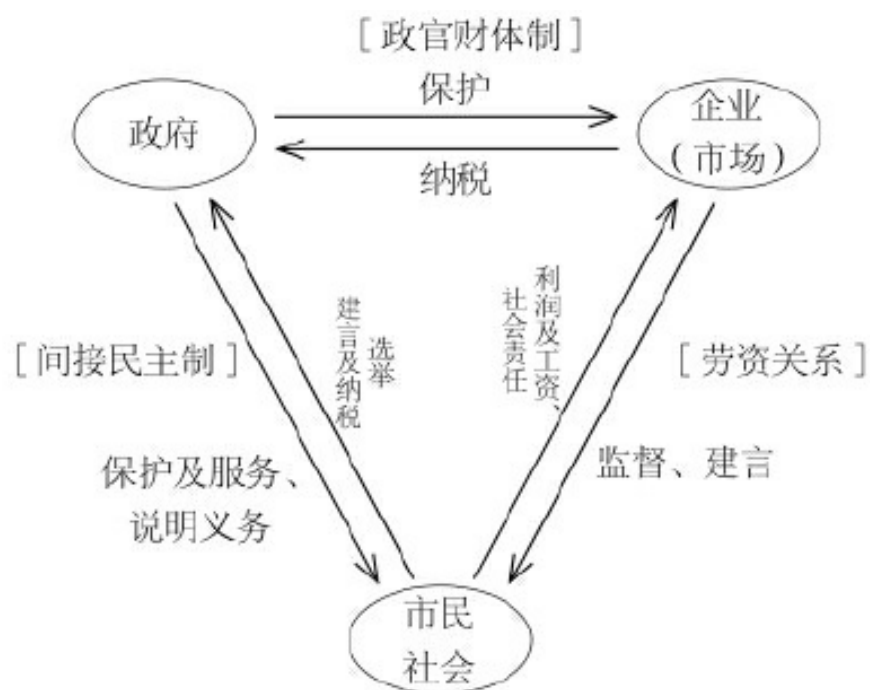 [政官财体制]
保护
政府
企业
(市场)
纳税
利润及工资、
社会责任
选举
建言及纳税
[间接民主制]
[劳资关系]
保护及服务、
说明义务
监督、建言
市民
社会